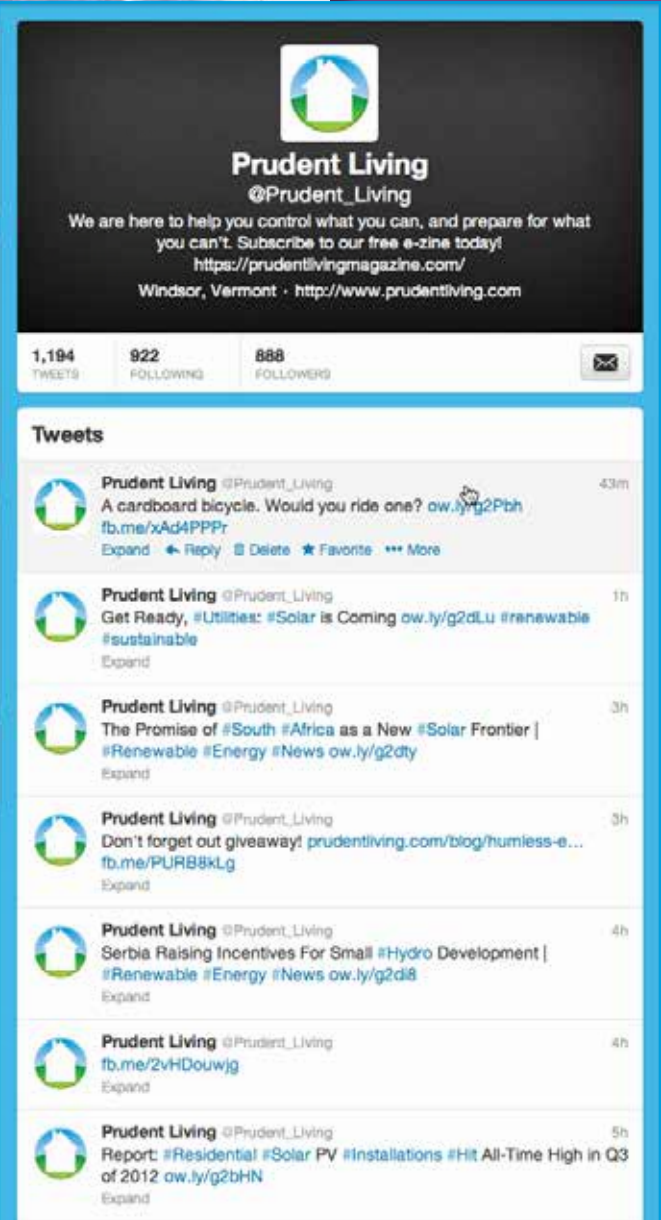 Prudent Living
@Prudent_Living
We are here to help you control what you can, and prepare for what
you can't. Subscribe to our free e-zine today!
https://prudentlivingmagazine.com/
Windsor, Vermont · http://www.prudentliving.com
1,194 922 888
TWEETS FOLLOWING FOLLOWERS
Tweets
Prudent Living @Prudent_Living 43m
A cardboard bicycle. Would you ride one? ow.ly/g2Pbh
fb.me/xAd4PPPr
Expand Reply Delete Favorite More
Prudent Living @Prudent_Living 1h
Get Ready, #Utilities: #Solar is Coming ow.ly/g2dLu #renewable
#sustainable
Expand
Prudent Living @Prudent_Living 3h
The Promise of #South #Africa as a New #Solar Frontier |
#Renewable #Energy #News ow.ly/g2dty
Expand
Prudent Living @Prudent_Living 3h
Don't forget out giveaway! prudentliving.com/blog/humless-e...
fb.me/PURB8kLg
Expand
Prudent Living @Prudent_Living 4h
Serbia Raising Incentives For Small #Hydro Development |
#Renewable #Energy #News ow.ly/g2di8
Expand
Prudent Living @Prudent_Living 4h
fb.me/2vHDouwjg
Expand
Prudent Living @Prudent_Living 5h
Report: #Residential #Solar PV #Installations #Hit All-Time High in Q3
of 2012 ow.ly/g2bHN
Expand